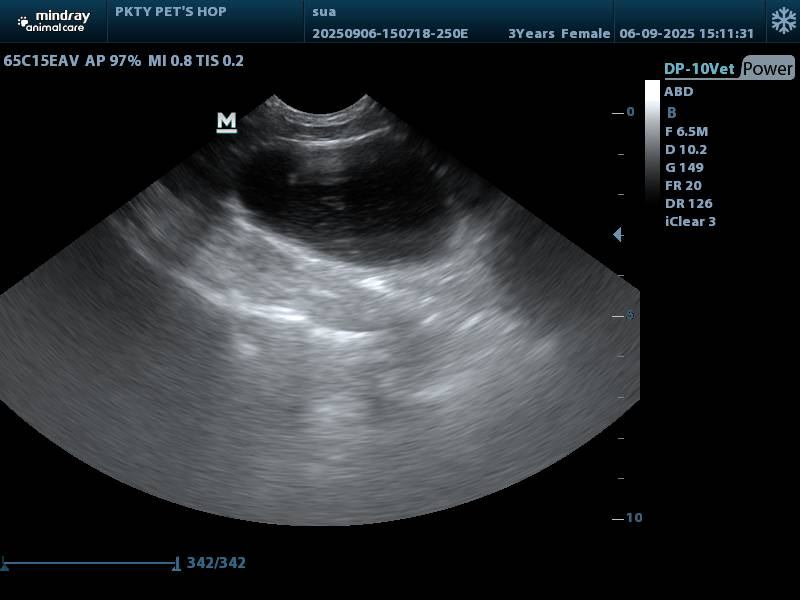 mindray
animalcare
PKTY PET'S HOP
sua
20250906-150718-250E
3Years Female
06-09-2025 15:11:31
65C15EAV AP 97% MI 0.8 TIS 0.2
DP-10Vet
Power
M
ABD
B
F 6.5M
D 10.2
G 149
FR 20
DR 126
iClear 3
0
5
10
342/342